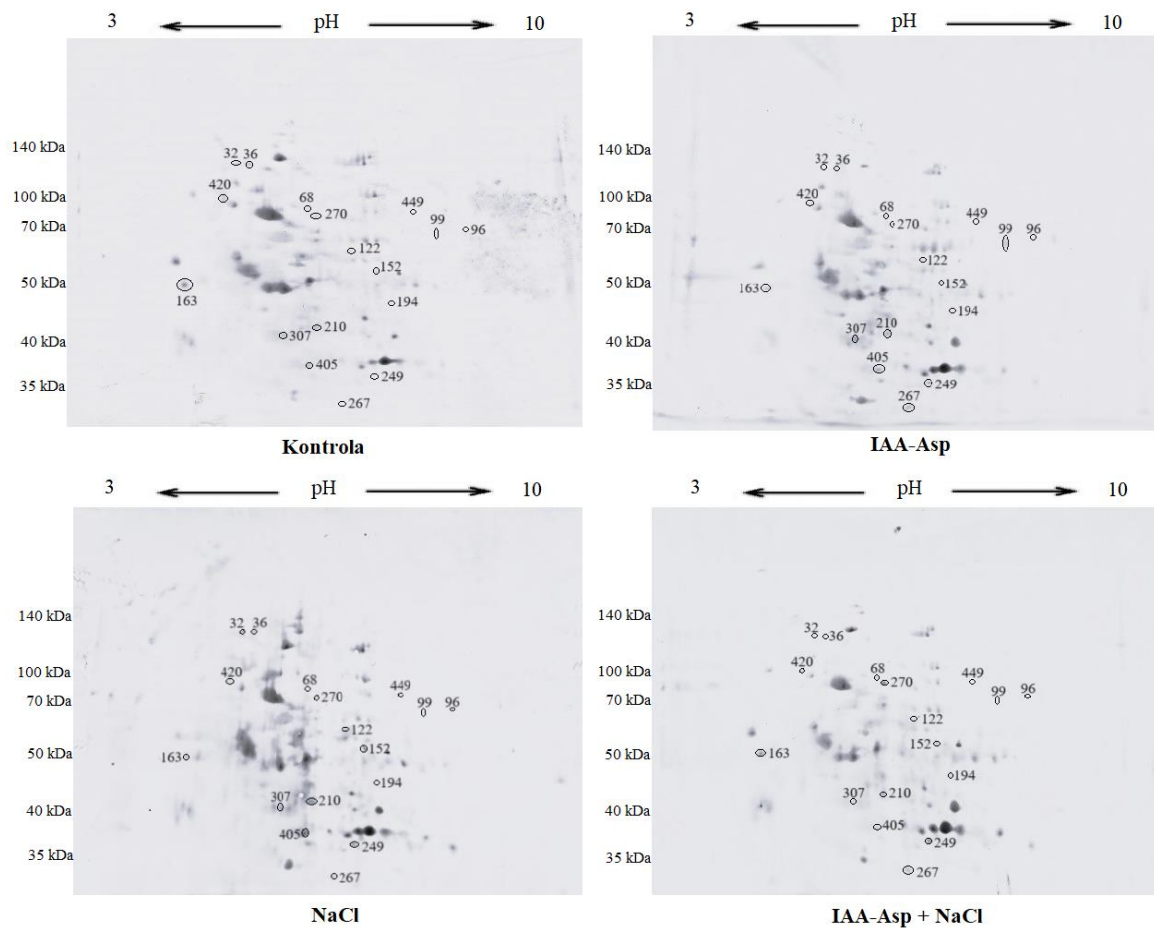 3 pH 10
140 kDa
32 36
100 kDa
420
68
270
449
70 kDa
99
96
122
152
50 kDa
163
194
210
307
40 kDa
405
35 kDa
249
267
Kontrola
3 pH 10
140 kDa
32 36
100 kDa
420
68
270
449
70 kDa
99 96
122
50 kDa
163
152
194
307 210
40 kDa
405
35 kDa
249
267
IAA-Asp
3 pH 10
140 kDa
32 36
100 kDa
420
68
270
449
70 kDa
99 96
122
152
50 kDa
163
194
307
210
40 kDa
405
249
35 kDa
267
NaCl
3 pH 10
140 kDa
32
36
100 kDa
420
68
270
449
70 kDa
99 96
122
152
50 kDa
163
194
307
210
40 kDa
405
249
35 kDa
267
IAA-Asp + NaCl